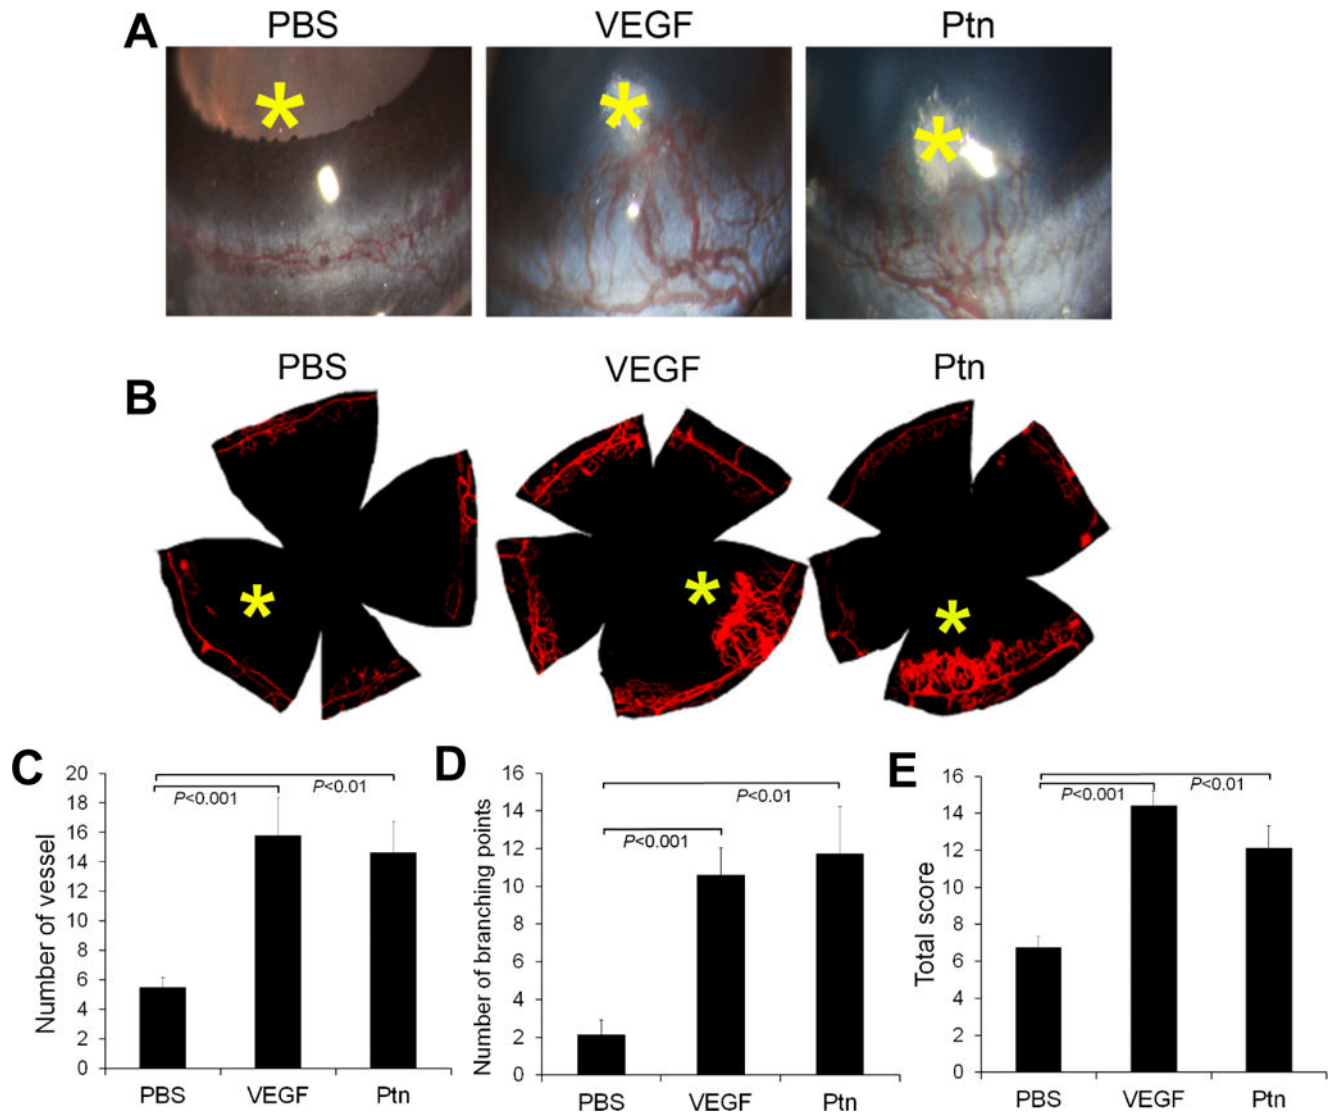 A
PBS
VEGF
Ptn
*
*
*
B
PBS
VEGF
Ptn
*
*
*
C
Number of vessel
20
18
16
14
12
10
8
6
4
2
0
P<0.001
P<0.01
PBS
VEGF
Ptn
D
Number of branching points
16
14
12
10
8
6
4
2
0
P<0.01
P<0.001
PBS
VEGF
Ptn
E
Total score
16
14
12
10
8
6
4
2
0
P<0.001
P<0.01
PBS
VEGF
Ptn